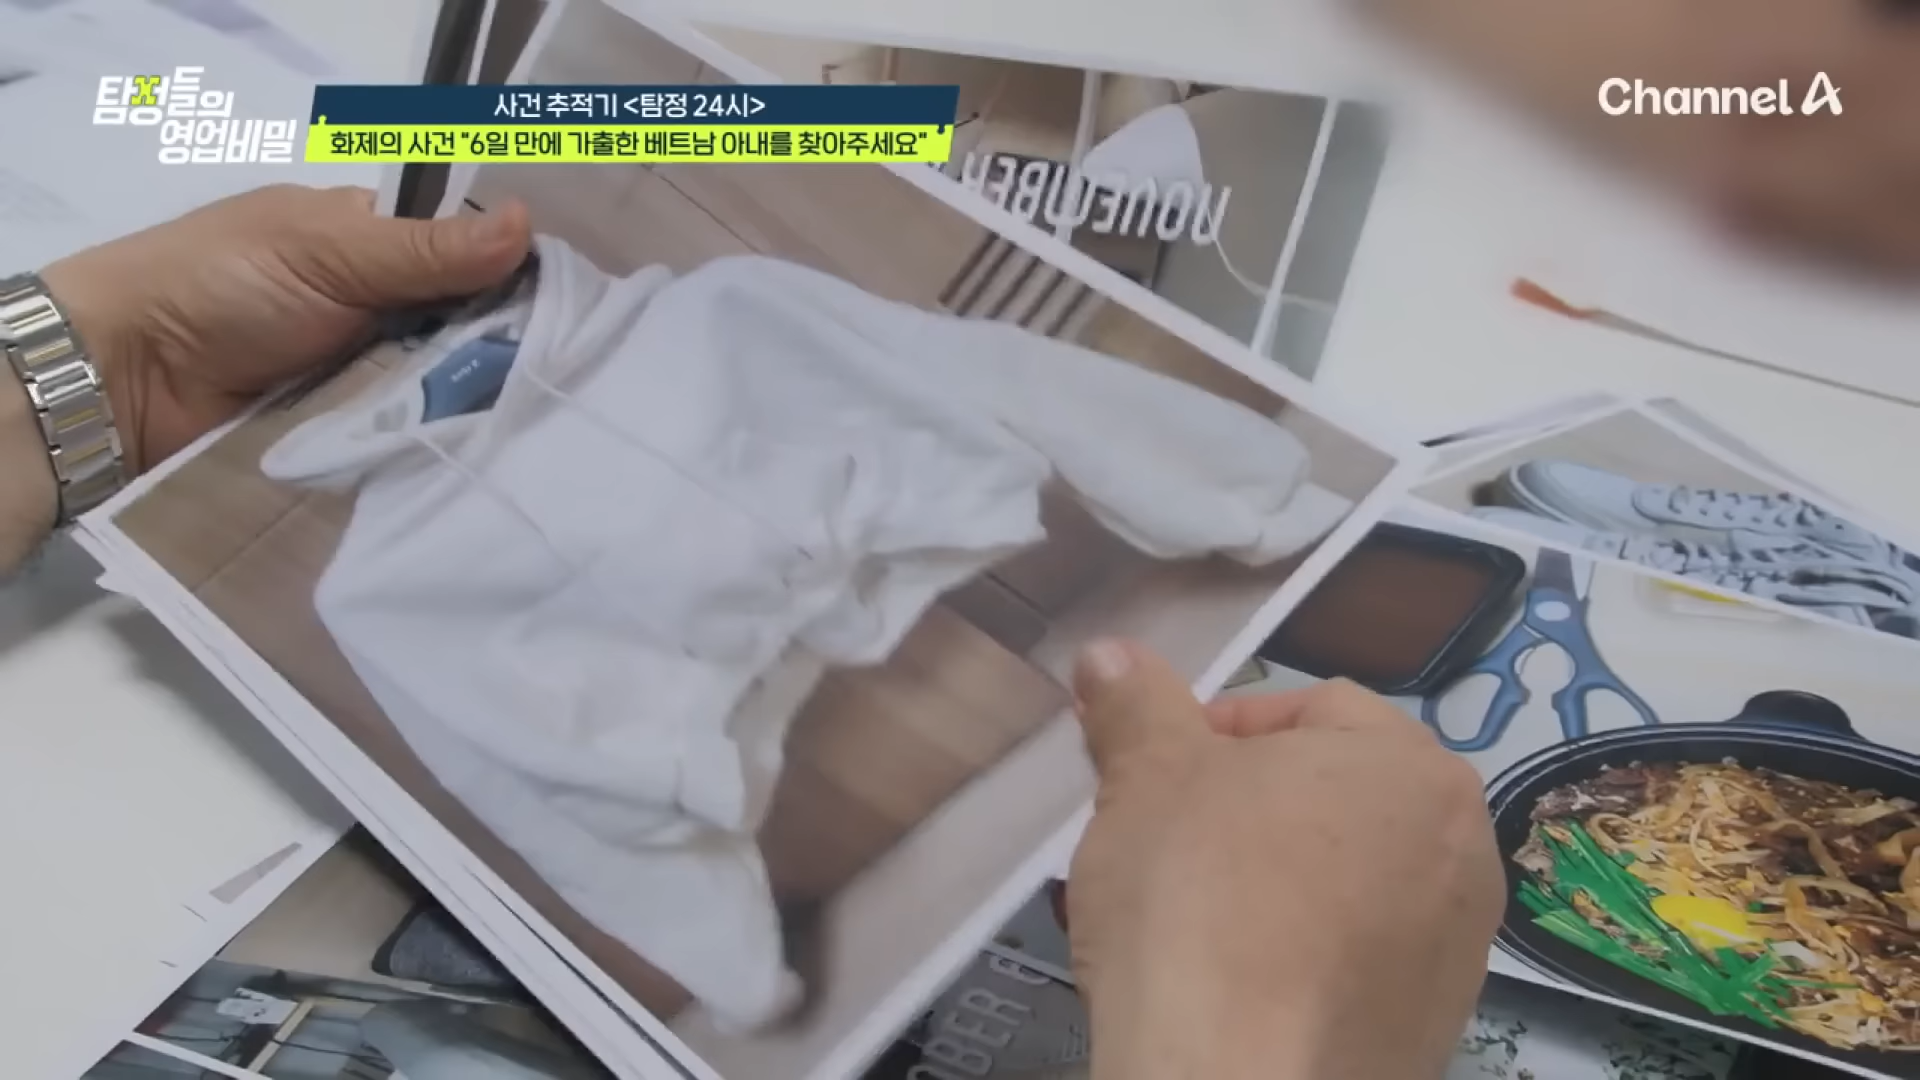 탐정들의
영업비밀
사건 추적기 <탐정 24시>
화제의 사건 "6일 만에 가출한 베트남 아내를 찾아주세요"
Channel A
NOVEMBER